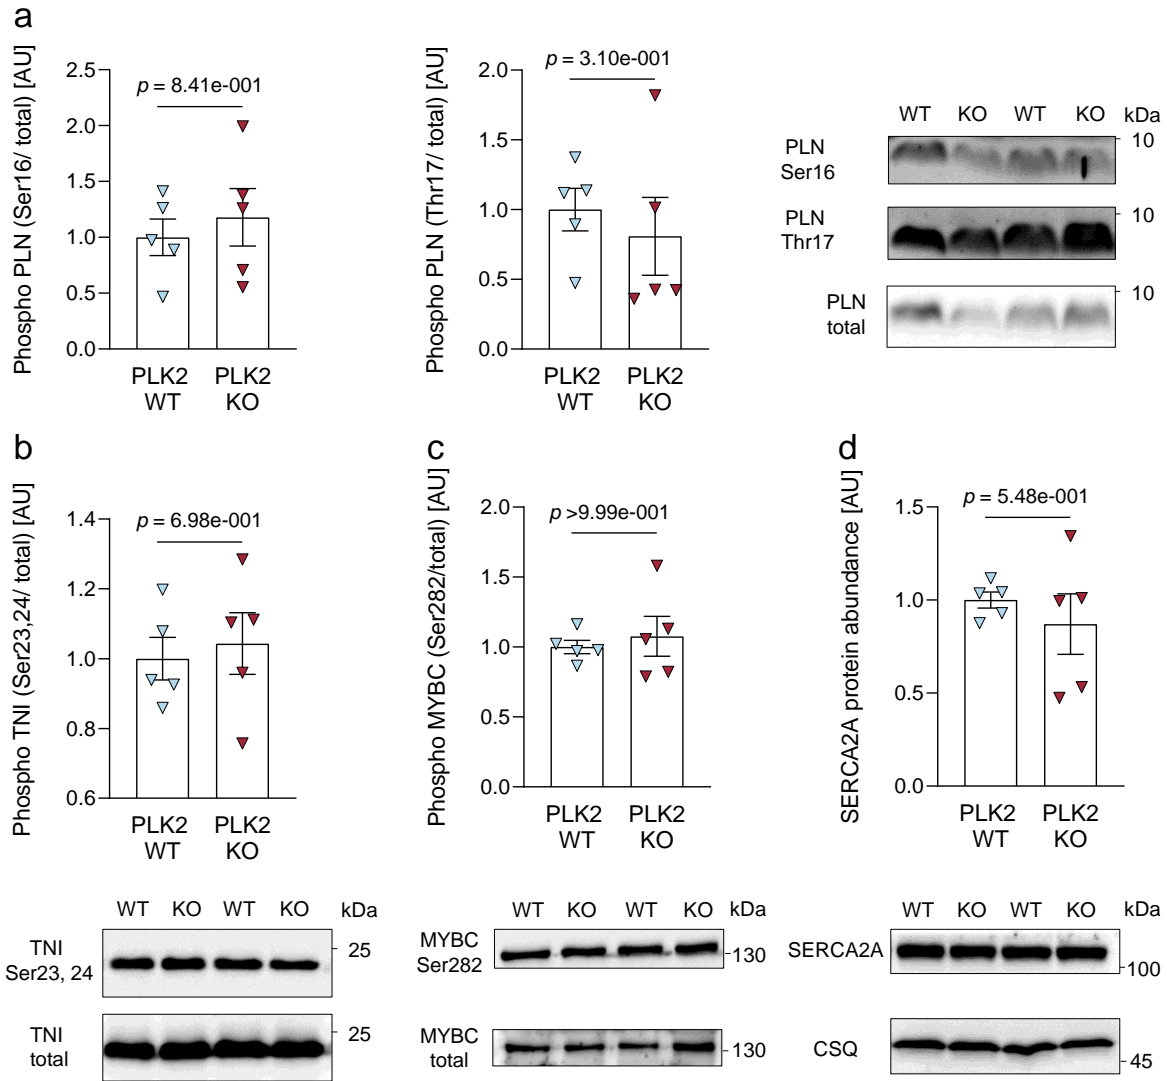 a
Phospho PLN (Ser16/ total) [AU]
2.5
2.0
1.5
1.0
0.5
0.0
p = 8.41e-001
PLK2
WT
PLK2
KO
Phospho PLN (Thr17/ total) [AU]
2.0
1.5
1.0
0.5
0.0
p = 3.10e-001
PLK2
WT
PLK2
KO
WT KO WT KO kDa
PLN
Ser16
10
PLN
Thr17
10
PLN
total
10
b
Phospho TNI (Ser23,24/ total) [AU]
1.4
1.2
1.0
0.8
0.6
p = 6.98e-001
PLK2
WT
PLK2
KO
WT KO WT KO kDa
TNI
Ser23, 24
25
TNI
total
25
c
Phospho MYBC (Ser282/total) [AU]
2.0
1.5
1.0
0.5
0.0
p >9.99e-001
PLK2
WT
PLK2
KO
WT KO WT KO kDa
MYBC
Ser282
130
MYBC
total
130
d
SERCA2A protein abundance [AU]
1.5
1.0
0.5
0.0
p = 5.48e-001
PLK2
WT
PLK2
KO
WT KO WT KO kDa
SERCA2A
100
CSQ
45